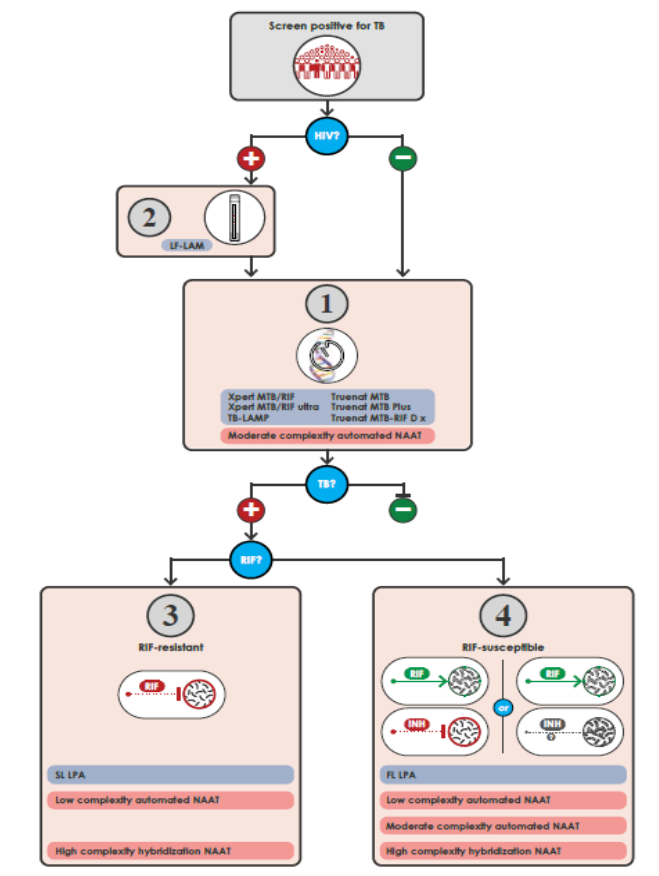 Screen positive for TB
HIV?
2
LF-LAM
1
Xpert MTB/RIF Truenat MTB
Xpert MTB/RIF ultra Truenat MTB Plus
TB-LAMP Truenat MTB-RIF D x
Moderate complexity automated NAAT
TB?
RIF?
3
RIF-resistant
RIF
SL LPA
Low complexity automated NAAT
High complexity hybridization NAAT
4
RIF-susceptible
RIF
RIF
or
INH
INH
?
FL LPA
Low complexity automated NAAT
Moderate complexity automated NAAT
High complexity hybridization NAAT